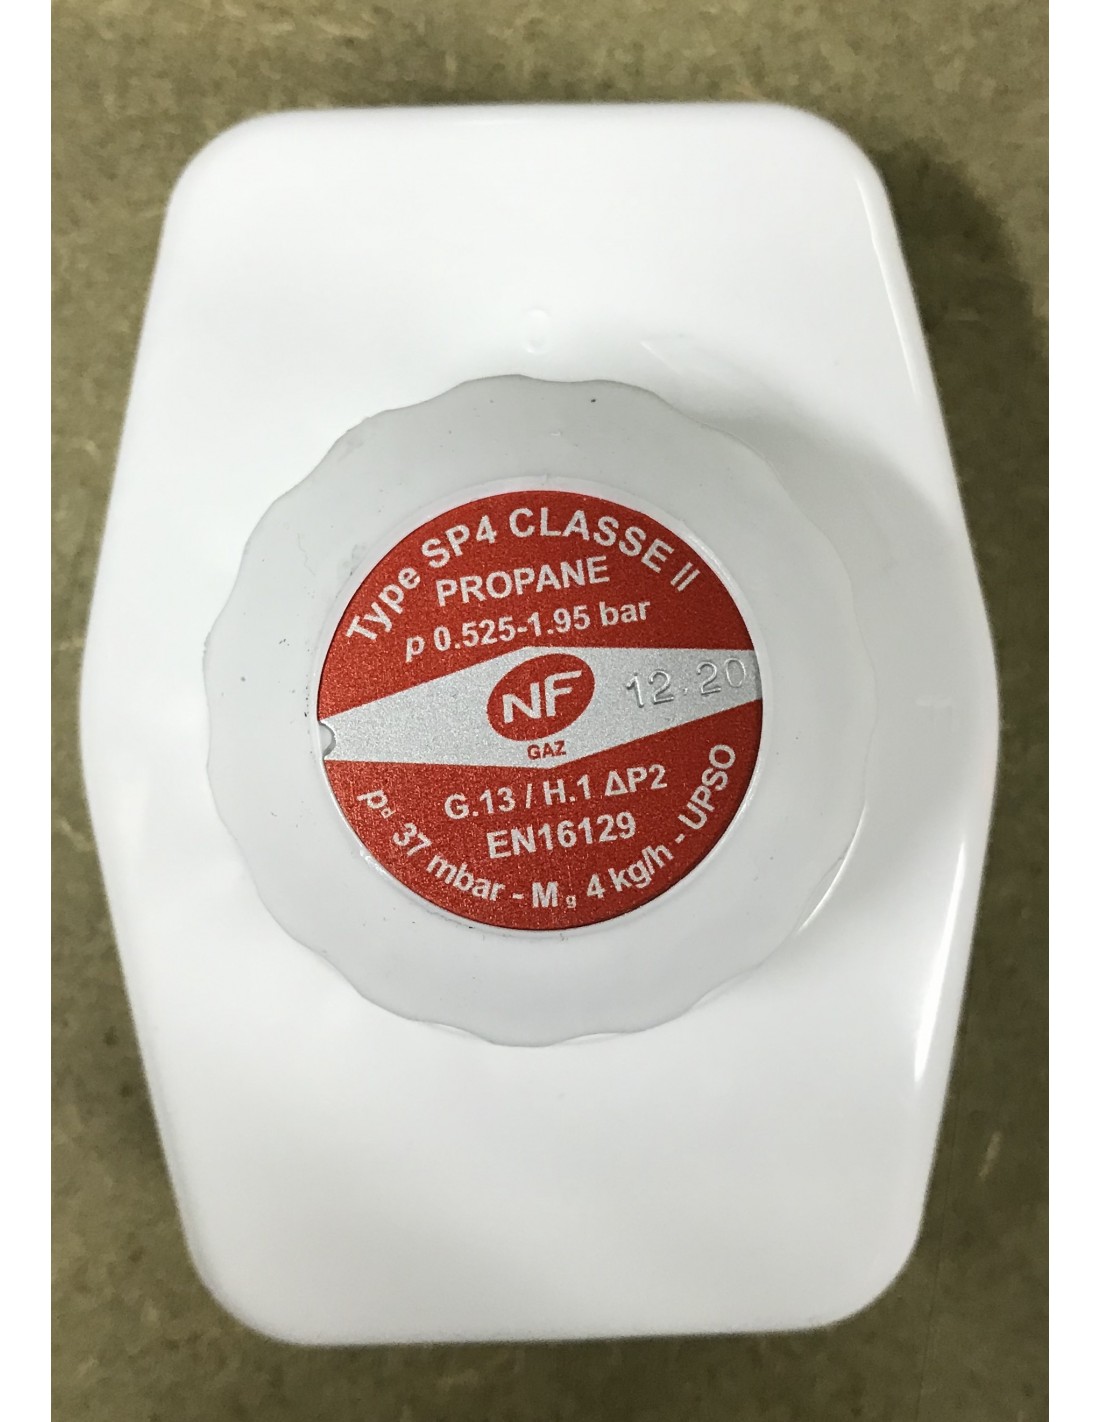 Type SP4 CLASSE II
PROPANE
p 0.525-1.95 bar
NF
12.20
GAZ
G.13 / H.1 ΔP2
EN16129
pd 37 mbar - Mg 4 kg/h - UPSO